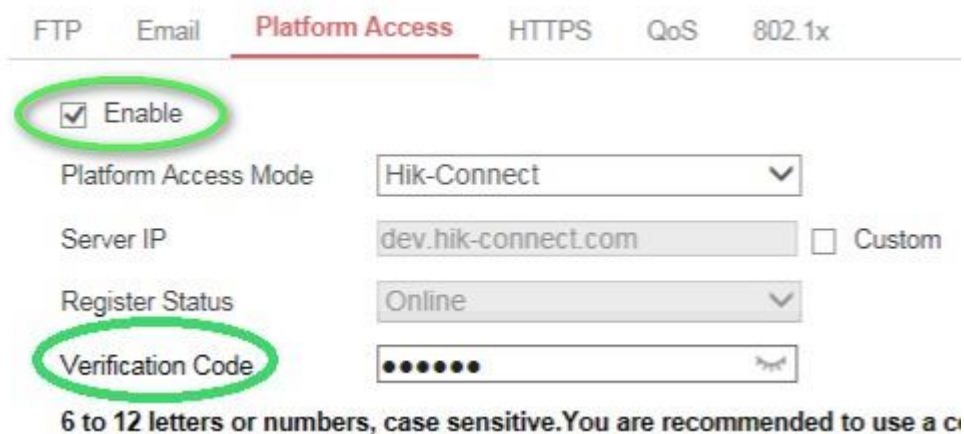 FTP Email Platform Access HTTPS QoS 802.1x
Enable
Platform Access Mode Hik-Connect
Server IP dev.hik-connect.com Custom
Register Status Online
Verification Code ●●●●●●
6 to 12 letters or numbers, case sensitive.You are recommended to use a